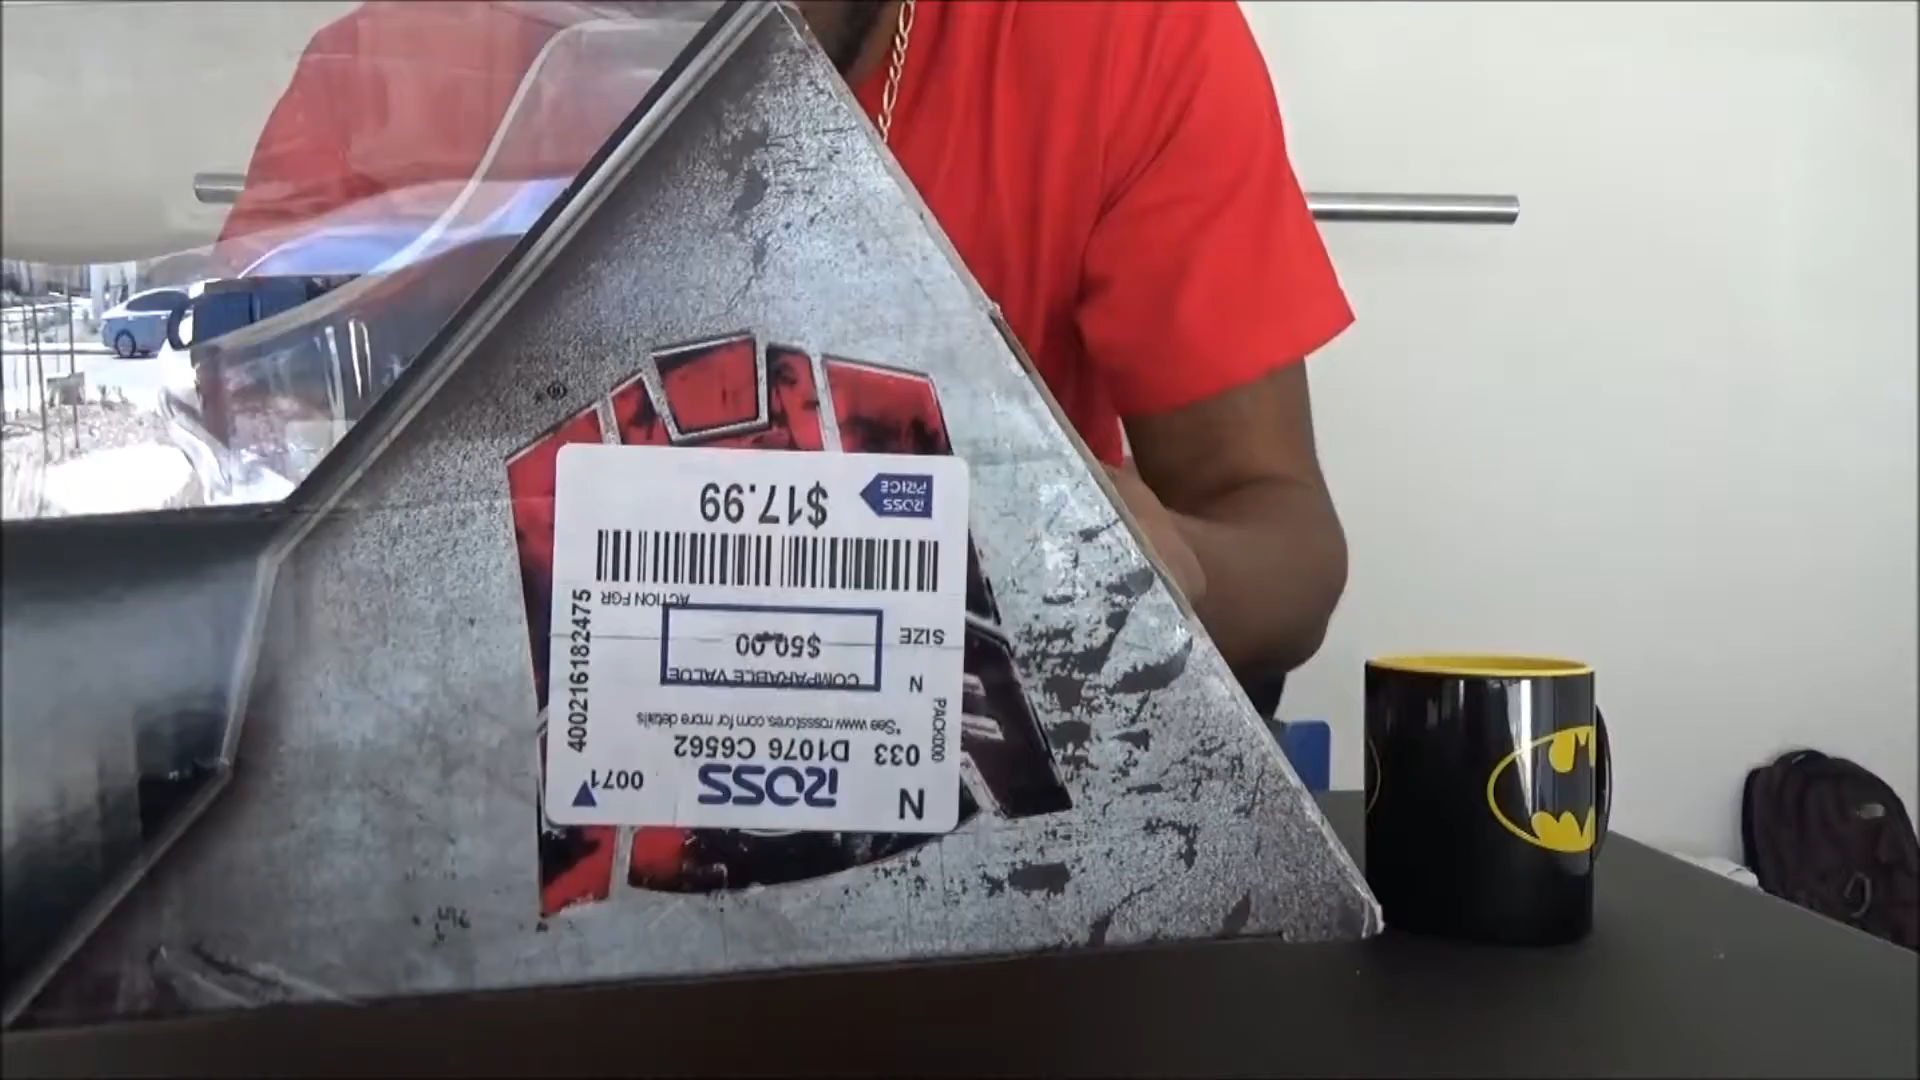 N ROSS 0071
033 D1076 C6562
*See www.rossstores.com for more details
PACK000
N COMPARABLE VALUE
SIZE $50.00
ACTION FGR
400216182475
ROSS PRICE $17.99
®